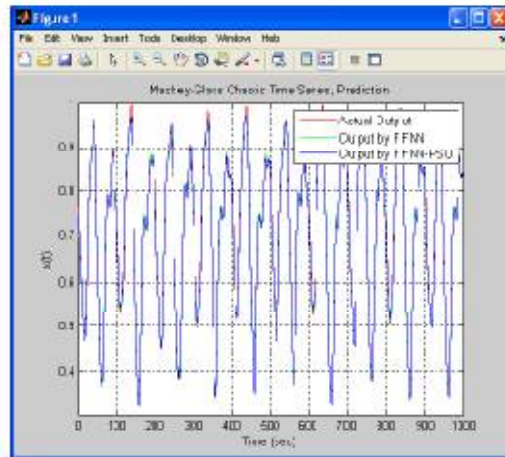 Figure 1
File Edit View Insert Tools Desktop Window Help
Mackey-Glass Chaotic Time Series, Prediction
Actual Output
Output by FFNN
Output by FFNN-PSO
1
0.9
0.8
0.7
0.6
0.5
0.4
x(t)
0 100 200 300 400 500 600 700 800 900 1000
Time (sec)